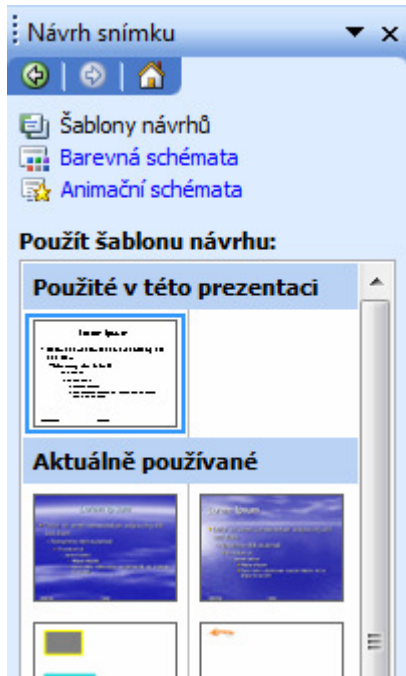 Návrh snímku
Šablony návrhů
Barevná schémata
Animační schémata
Použít šablonu návrhu:
Použité v této prezentaci
Aktuálně používané